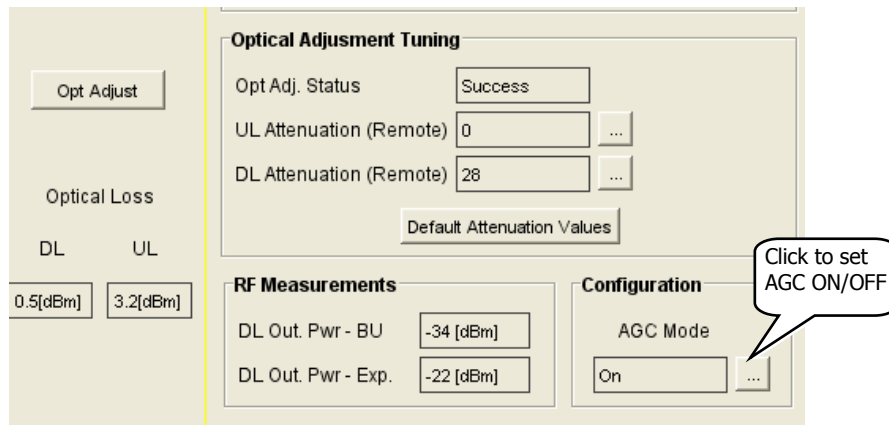 Opt Adjust
Optical Loss
DL UL
0.5[dBm] 3.2[dBm]
Optical Adjusment Tuning
Opt Adj. Status Success
UL Attenuation (Remote) 0 ...
DL Attenuation (Remote) 28 ...
Default Attenuation Values
RF Measurements
DL Out. Pwr - BU -34 [dBm]
DL Out. Pwr - Exp. -22 [dBm]
Configuration
AGC Mode
On ...
Click to set
AGC ON/OFF